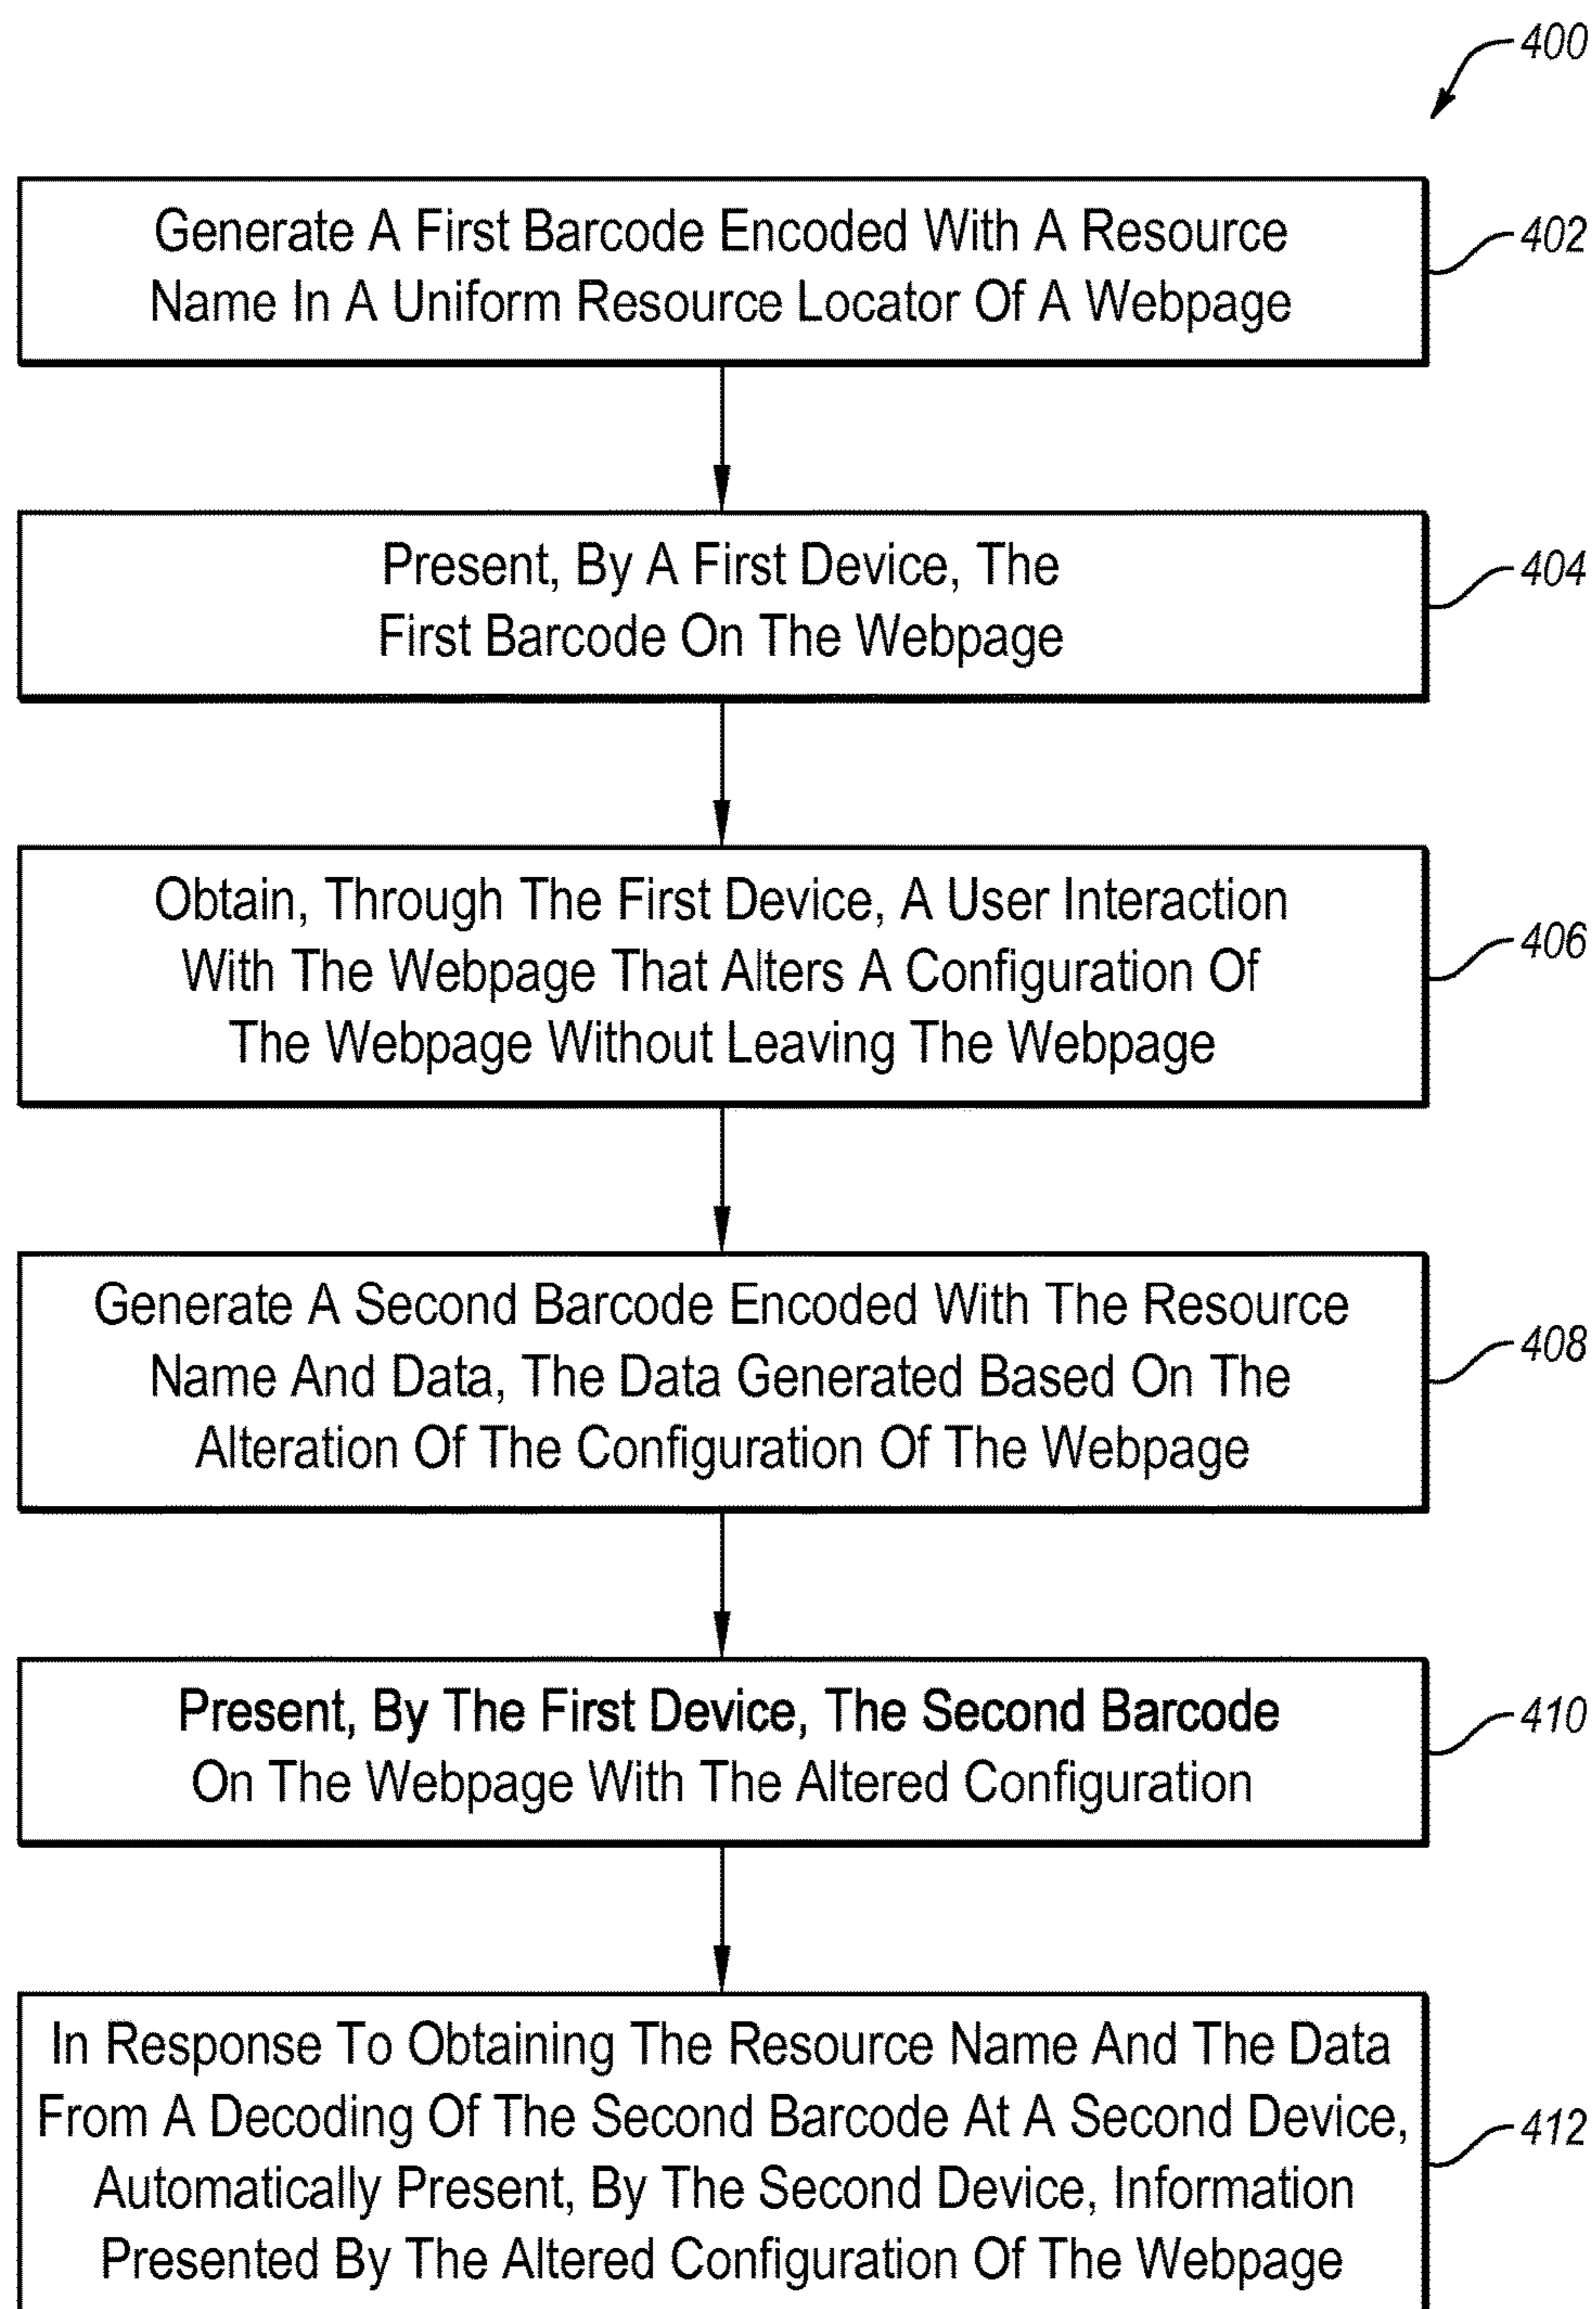 400
Generate A First Barcode Encoded With A Resource
Name In A Uniform Resource Locator Of A Webpage
402
Present, By A First Device, The
First Barcode On The Webpage
404
Obtain, Through The First Device, A User Interaction
With The Webpage That Alters A Configuration Of
The Webpage Without Leaving The Webpage
406
Generate A Second Barcode Encoded With The Resource
Name And Data, The Data Generated Based On The
Alteration Of The Configuration Of The Webpage
408
Present, By The First Device, The Second Barcode
On The Webpage With The Altered Configuration
410
In Response To Obtaining The Resource Name And The Data
From A Decoding Of The Second Barcode At A Second Device,
Automatically Present, By The Second Device, Information
Presented By The Altered Configuration Of The Webpage
412